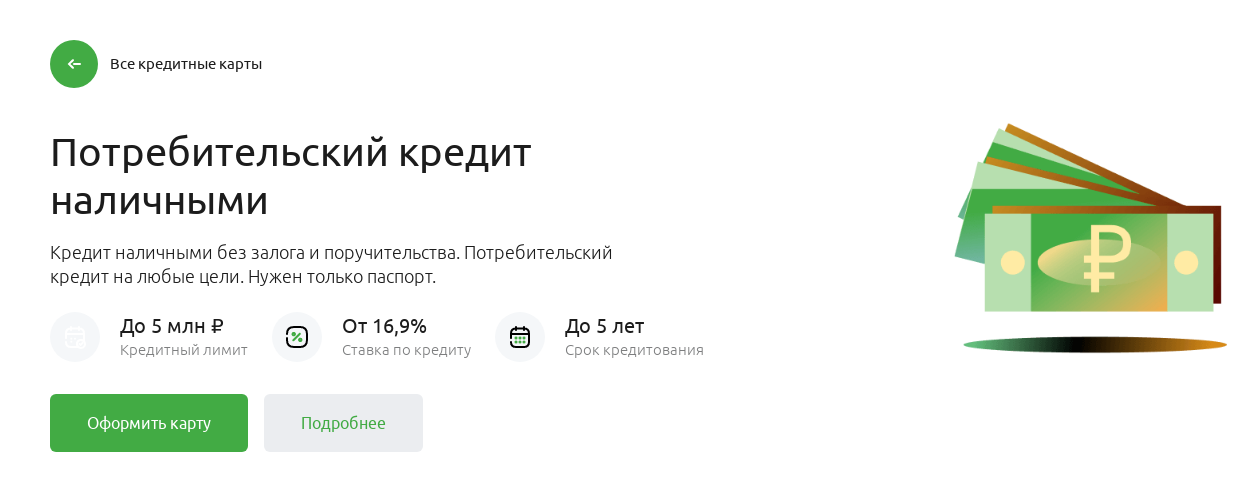 Все кредитные карты
Потребительский кредит
наличными
Кредит наличными без залога и поручительства. Потребительский
кредит на любые цели. Нужен только паспорт.
До 5 млн ₽
Кредитный лимит
От 16,9%
Ставка по кредиту
До 5 лет
Срок кредитования
Оформить карту
Подробнее